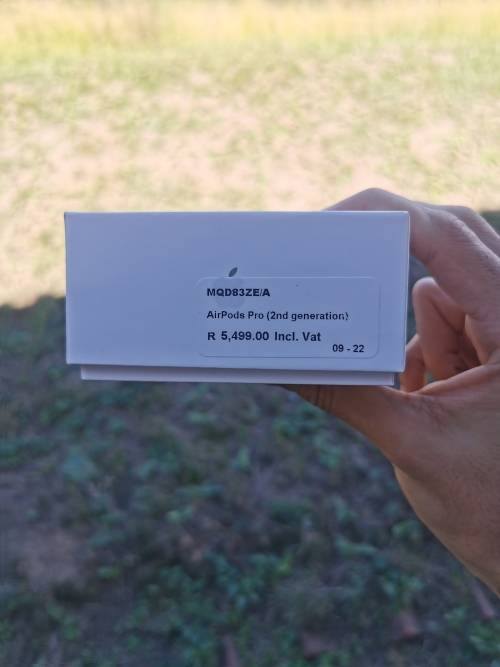 MQD83ZE/A
AirPods Pro (2nd generation)
R 5,499.00 Incl. Vat
09 - 22